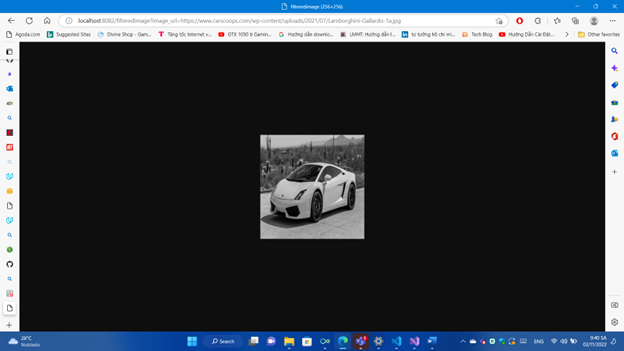 filteredimage (256×256)
localhost:8082/filteredimage?image_url=https://www.carscoops.com/wp-content/uploads/2021/07/Lamborghini-Gallardo-1a.jpg
Agoda.com
Suggested Sites
Divine Shop - Gam...
Tăng tốc Internet v...
GTX 1050 ti Gamin...
Hướng dẫn downlo...
LMHT: Hướng dẫn l...
tư tưởng hồ chí mi...
Tech Blog
Hướng Dẫn Cài Đặt...
Other favorites
28°C
Search
ENG
9:40 SA
02/11/2022